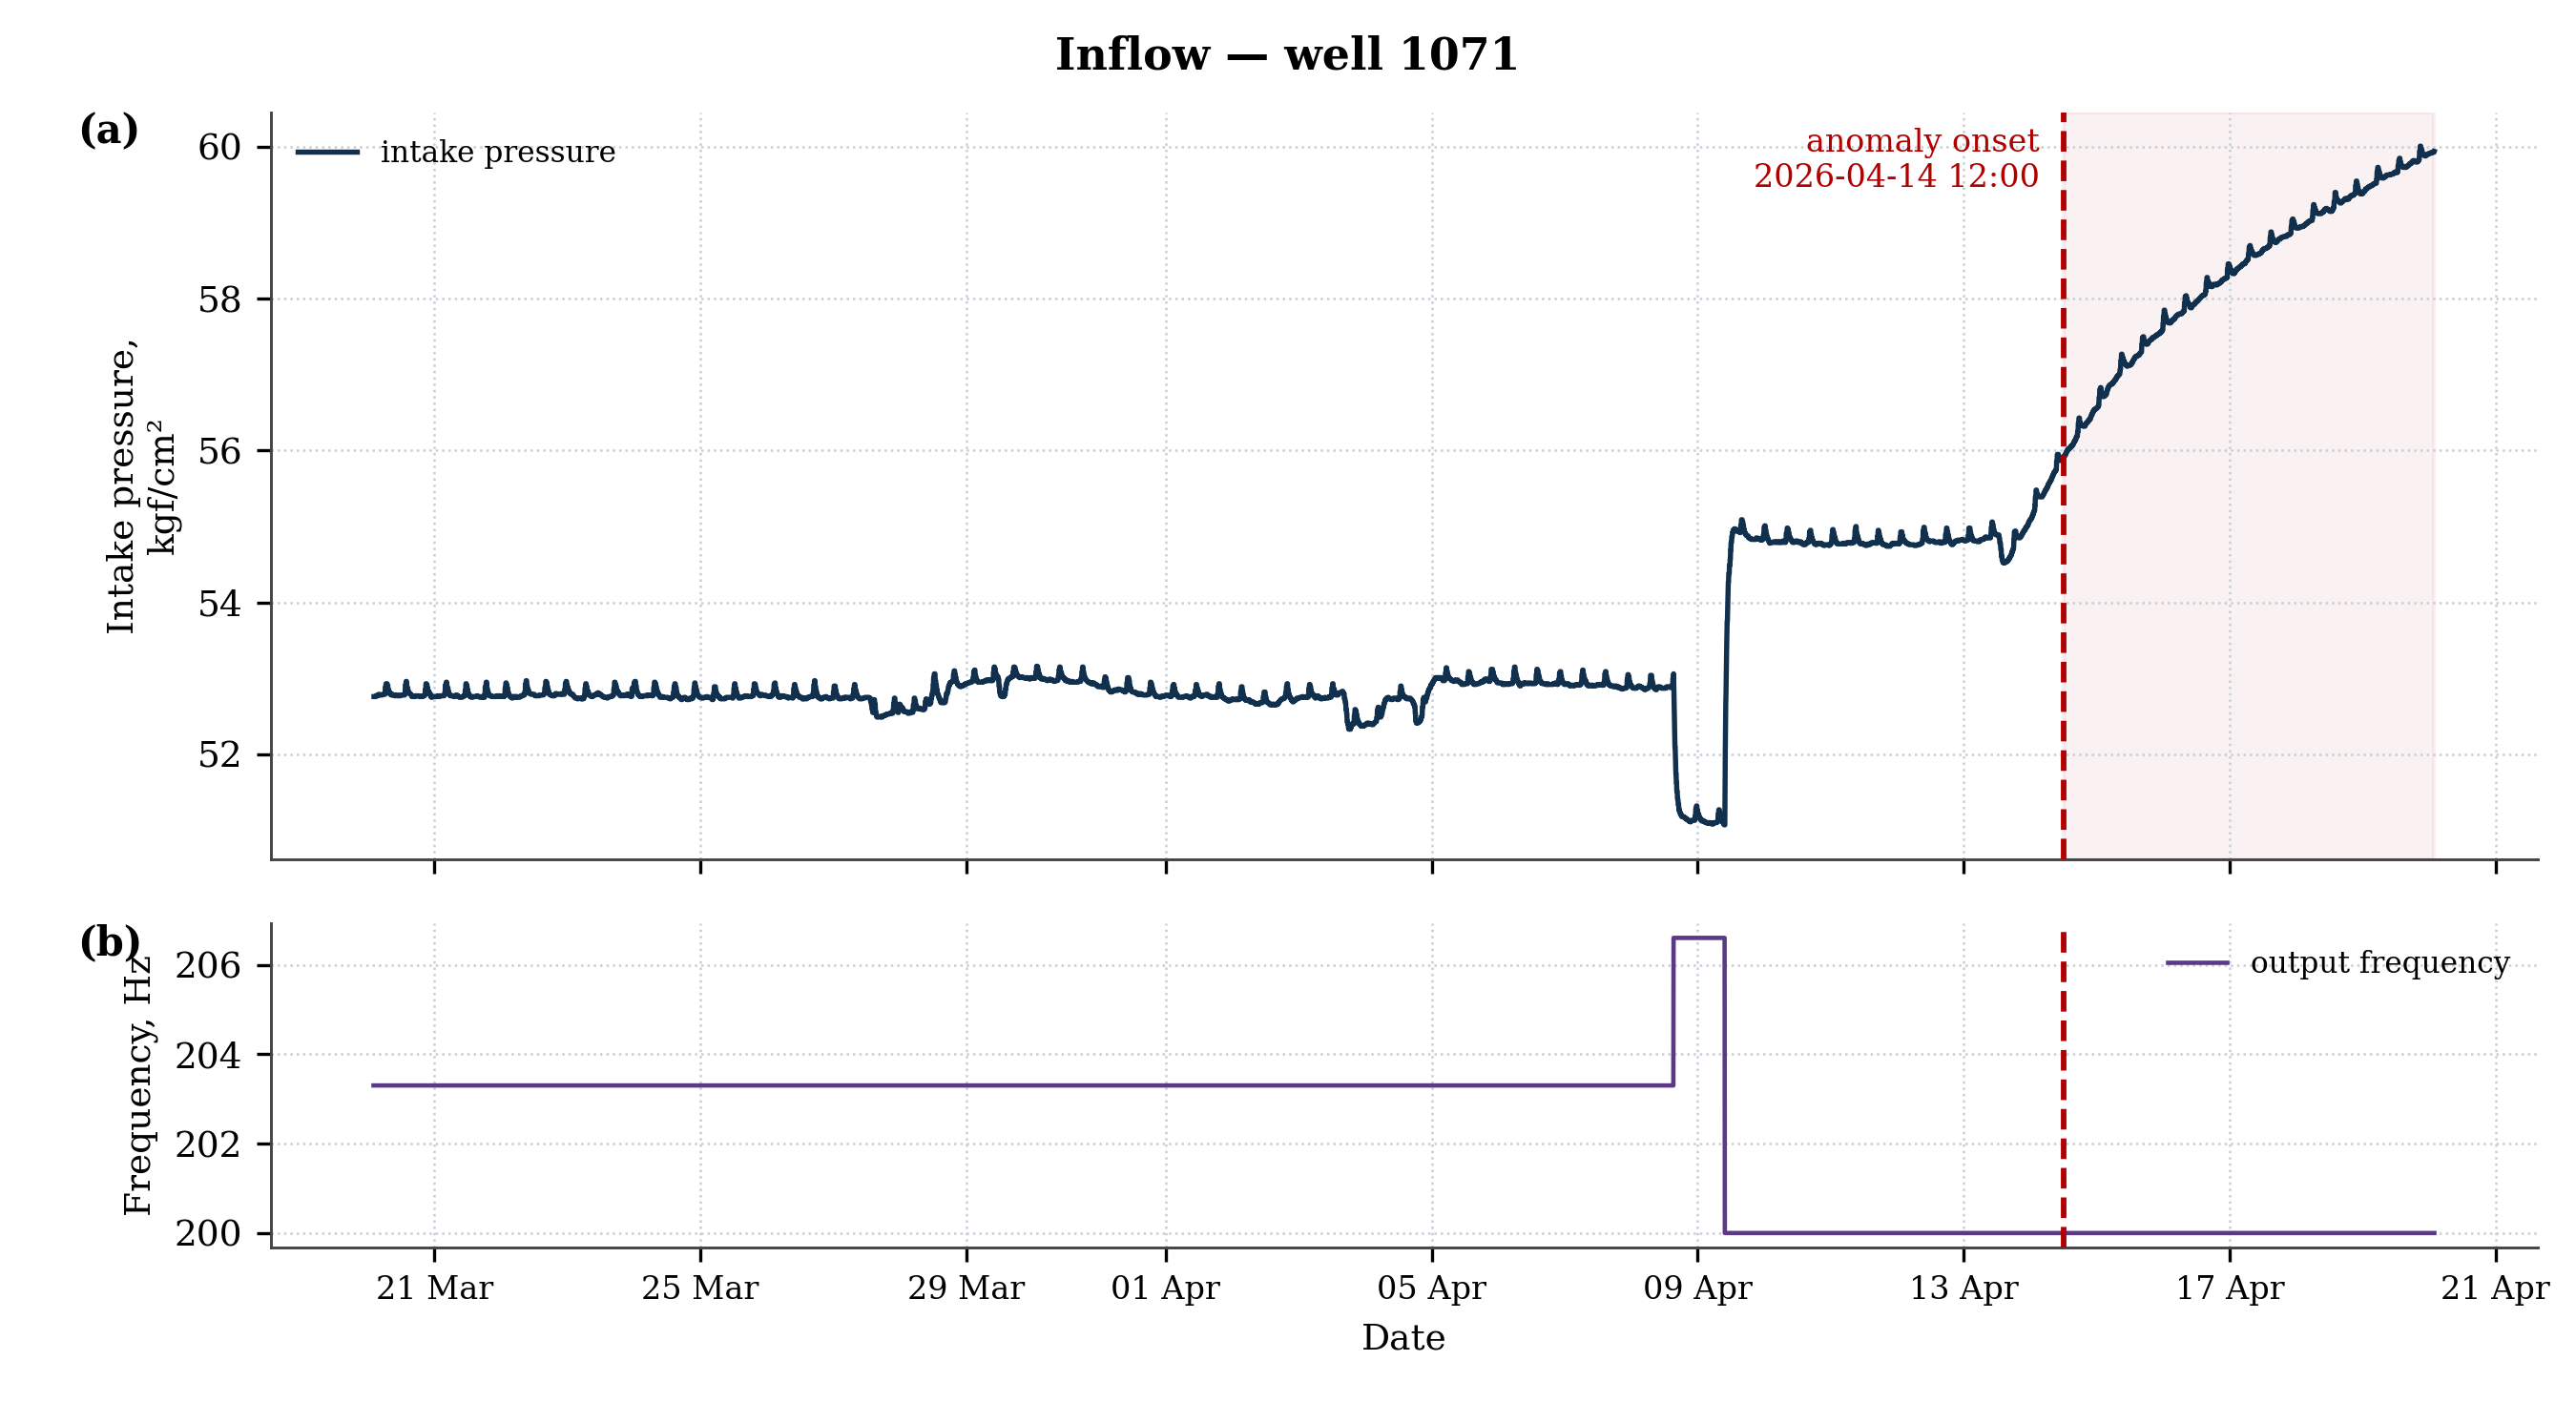 Inflow — well 1071
(a)
60
58
56
54
52
Intake pressure,
kgf/cm²
intake pressure
anomaly onset
2026-04-14 12:00
(b)
206
204
202
200
Frequency, Hz
output frequency
21 Mar
25 Mar
29 Mar
01 Apr
05 Apr
09 Apr
13 Apr
17 Apr
21 Apr
Date